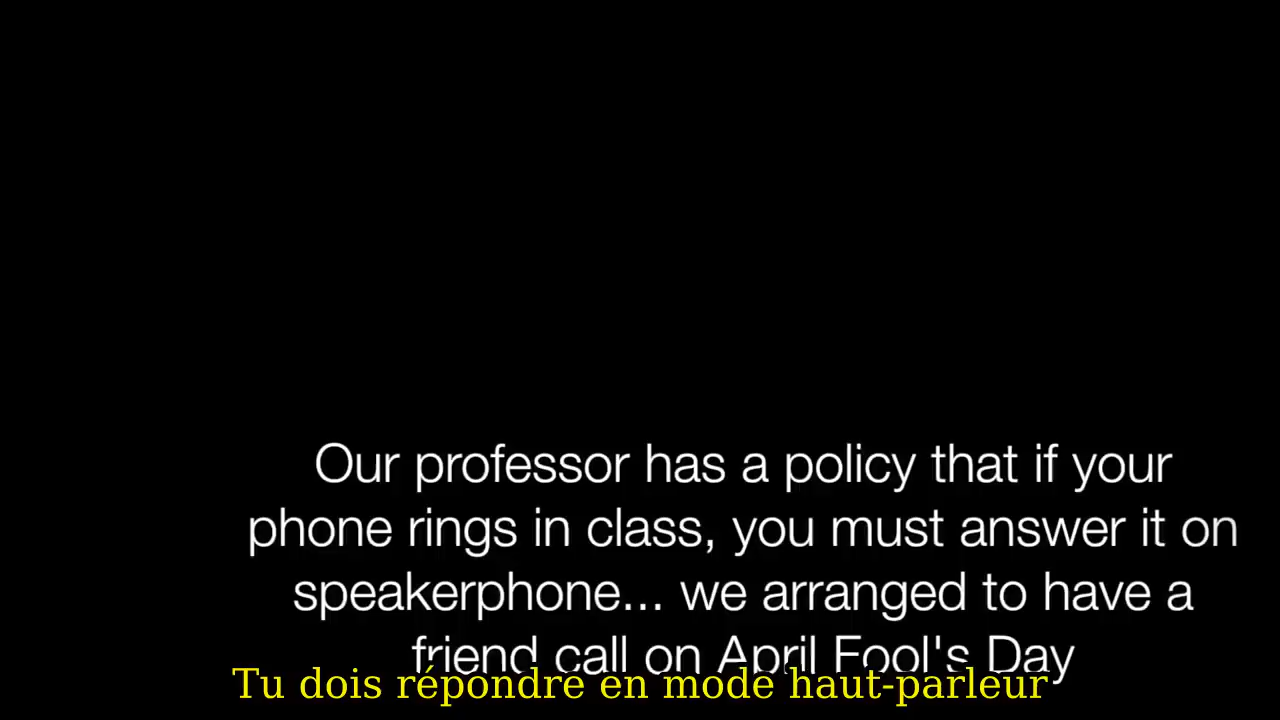 Our professor has a policy that if your
phone rings in class, you must answer it on
speakerphone... we arranged to have a
friend call on April Fool's Day
Tu dois répondre en mode haut-parleur